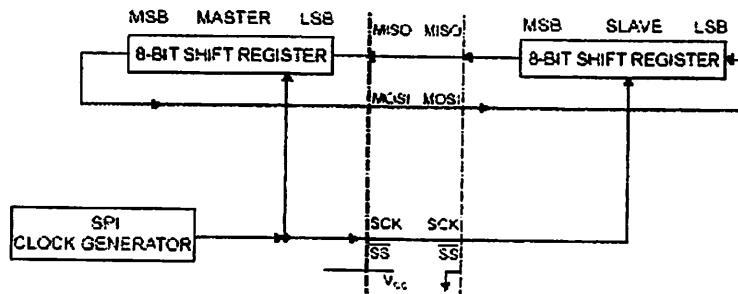 MSB MASTER LSB
8-BIT SHIFT REGISTER
MISO MISO
MSB SLAVE LSB
8-BIT SHIFT REGISTER
MOSI MOSI
SPI
CLOCK GENERATOR
SCK SCK
SS SS
VCC